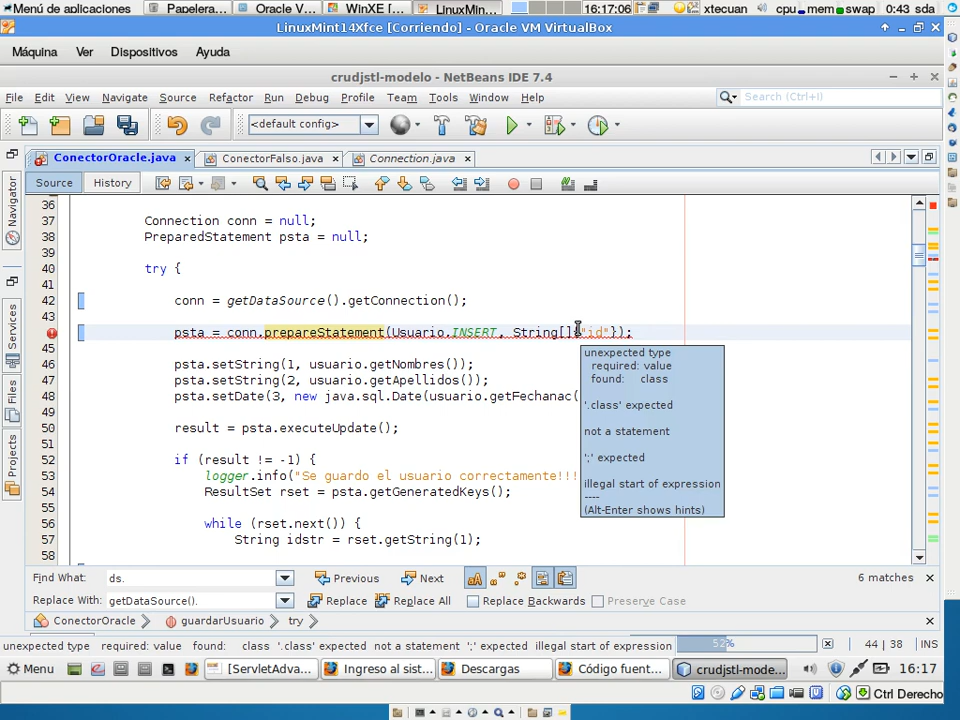 Menú de aplicaciones Papelera... Oracle V... WinXE [... LinuxMin... 16:17:06 xtecuan cpu mem swap 0:43 sda
LinuxMint14Xfce [Corriendo] - Oracle VM VirtualBox
Máquina Ver Dispositivos Ayuda
crudjstl-modelo - NetBeans IDE 7.4
File Edit View Navigate Source Refactor Run Debug Profile Team Tools Window Help Search (Ctrl+I)
<default config>
ConectorOracle.java ConectorFalso.java Connection.java
Source History
Navigator
Services
Files
Projects
36
37 Connection conn = null;
38 PreparedStatement psta = null;
39
40 try {
41
42 conn = getDataSource().getConnection();
43
psta = conn.prepareStatement(Usuario.INSERT, String[]{"id"});
45
46 psta.setString(1, usuario.getNombres());
47 psta.setString(2, usuario.getApellidos());
48 psta.setDate(3, new java.sql.Date(usuario.getFechanac(
49
50 result = psta.executeUpdate();
51
52 if (result != -1) {
53 logger.info("Se guardo el usuario correctamente!!!
54 ResultSet rset = psta.getGeneratedKeys();
55
56 while (rset.next()) {
57 String idstr = rset.getString(1);
58
unexpected type
required: value
found: class
'.class' expected
not a statement
';' expected
illegal start of expression
----
(Alt-Enter shows hints)
Find What: ds. Previous Next 6 matches
Replace With: getDataSource(). Replace Replace All Replace Backwards Preserve Case
ConectorOracle guardarUsuario try
unexpected type required: value found: class '.class' expected not a statement ';' expected illegal start of expression 52% 44 | 38 INS
Menu [ServletAdva... Ingreso al sist... Descargas Código fuent... crudjstl-mode... 16:17
Ctrl Derecho